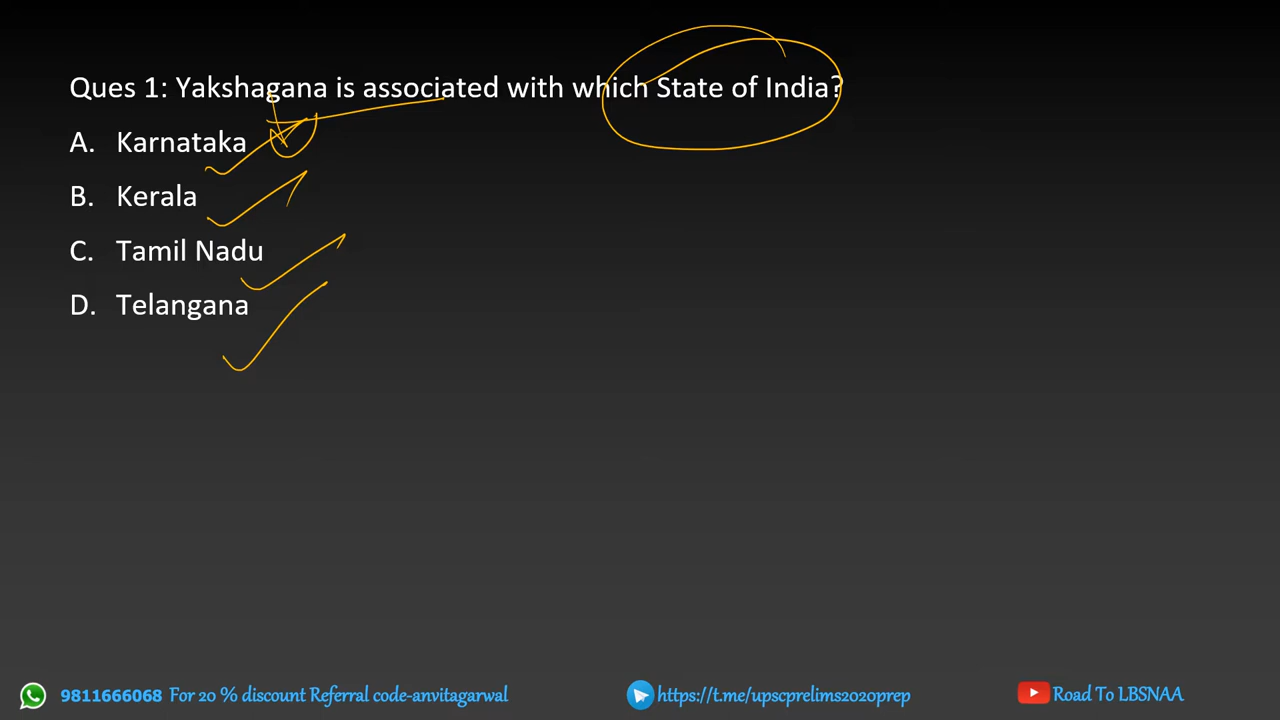 Ques 1: Yakshagana is associated with which State of India?
A. Karnataka
B. Kerala
C. Tamil Nadu
D. Telangana
9811666068 For 20 % discount Referral code-anvitagarwal
https://t.me/upscprelims2020prep
Road To LBSNAA